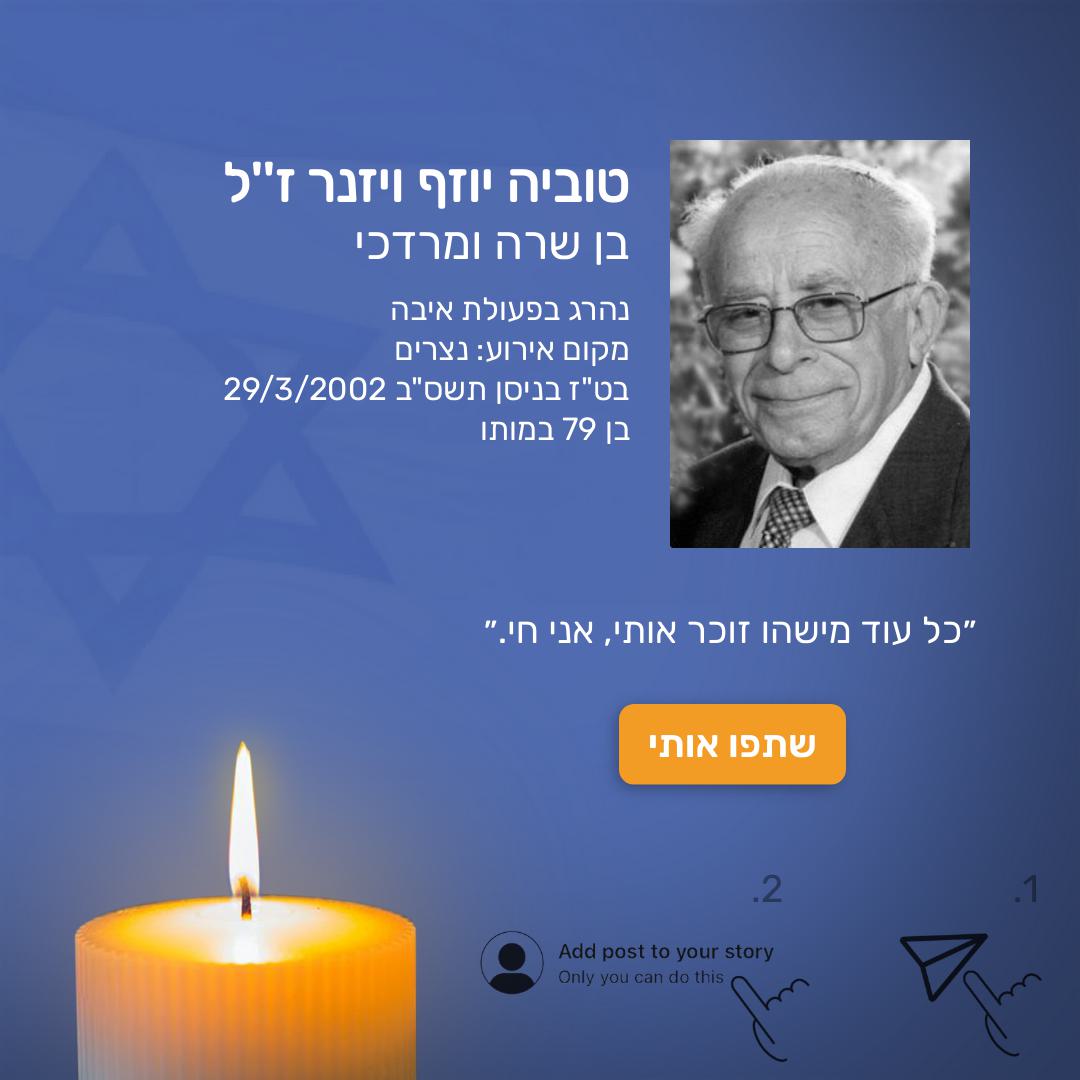 טוביה יוזף ויזנר ז"ל
בן שרה ומרדכי
נהרג בפעולת איבה
מקום אירוע: נצרים
בט"ז בניסן תשס"ב 29/3/2002
בן 79 במותו
״כל עוד מישהו זוכר אותי, אני חי.״
שתפו אותי
1.
2.
Add post to your story
Only you can do this